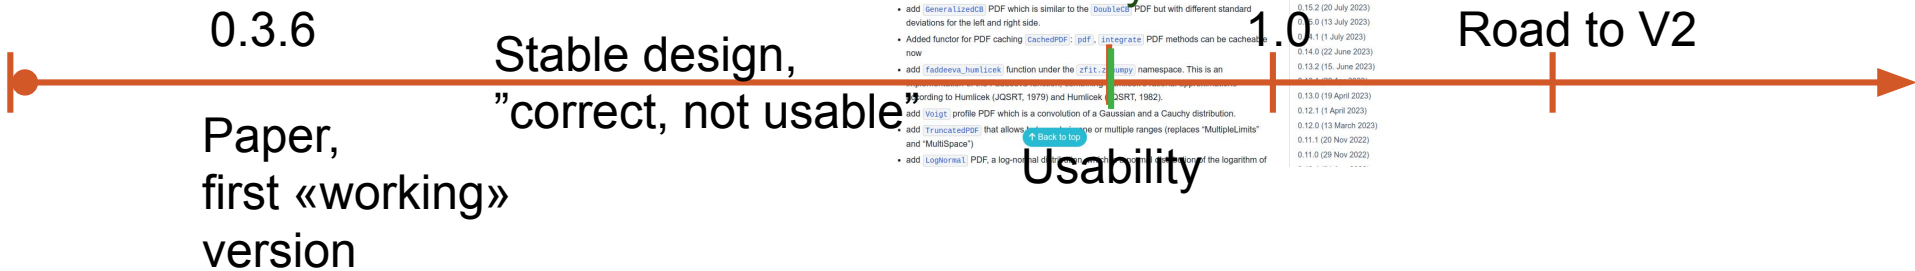 0.3.6
Paper,
first «working»
version
Stable design,
”correct, not usable”
• add GeneralizedCB PDF which is similar to the DoubleCB PDF but with different standard
deviations for the left and right side.
• Added functor for PDF caching CachedPDF : pdf , integrate PDF methods can be cacheable
now
• add faddeeva_humlicek function under the namespace. This is an
according to Humlicek (JQSRT, 1979) and Humlicek (JQSRT, 1982).
add Voigt profile PDF which is a convolution of a Gaussian and a Cauchy distribution.
add TruncatedPDF that allows one or multiple ranges (replaces “MultipleLimits”
and “MultiSpace”)
• add LogNormal PDF, a log-normal of the logarithm of
↑ Back to top
Usability
1.0
0.15.2 (20 July 2023)
(13 July 2023)
(1 July 2023)
0.14.0 (22 June 2023)
0.13.2 (15. June 2023)
0.13.0 (19 April 2023)
0.12.1 (1 April 2023)
0.12.0 (13 March 2023)
0.11.1 (20 Nov 2022)
0.11.0 (29 Nov 2022)
Road to V2